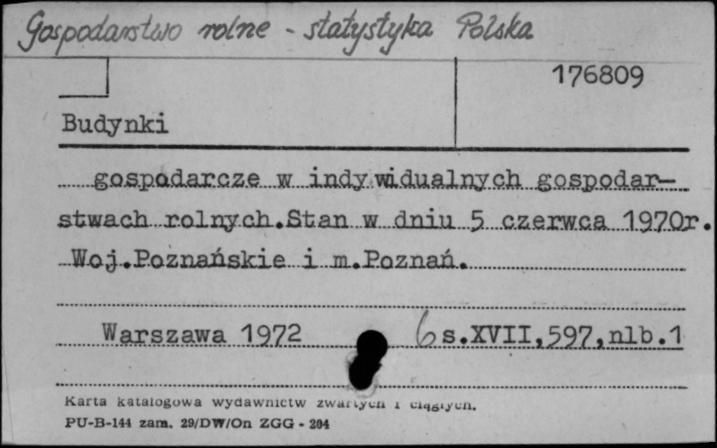 Gospodarstwo rolne - statystyka Polska
176809
Budynki
gospodarcze w indywidualnych gospodar-
stwach rolnych.Stan w dniu 5 czerwca 1970r.
Woj.Poznańskie i m.Poznań.
Warszawa 1972 6 s.XVII,597,nlb.1
Karta katalogowa wydawnictw zwartych i ciągłych.
PU-B-144 zam. 29/DW/On ZGG - 204